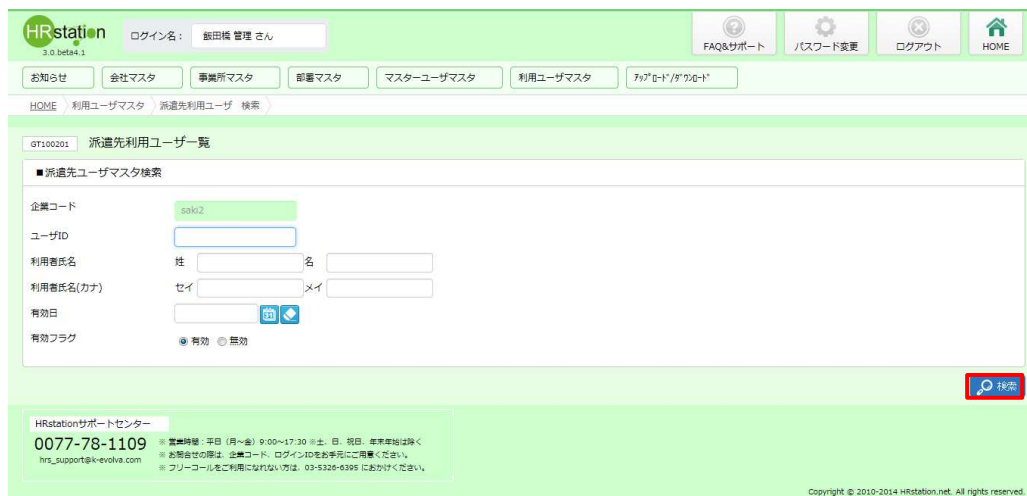 HRstation
3.0.beta4.1
ログイン名： 飯田橋 管理 さん
FAQ&サポート パスワード変更 ログアウト HOME
お知らせ 会社マスタ 事業所マスタ 部署マスタ マスターユーザマスタ 利用ユーザマスタ ｱｯﾌﾟﾛｰﾄﾞ/ﾀﾞｳﾝﾛｰﾄﾞ
HOME 利用ユーザマスタ 派遣先利用ユーザ 検索
GT100201 派遣先利用ユーザ一覧
■派遣先ユーザマスタ検索
企業コード saki2
ユーザID
利用者氏名 姓 名
利用者氏名(カナ) セイ メイ
有効日 31
有効フラグ 有効 無効
検索
HRstationサポートセンター
0077-78-1109 ※ 営業時間：平日（月～金）9:00～17:30 ※土、日、祝日、年末年始は除く
hrs_support@k-evolva.com ※ お問合せの際は、企業コード、ログインIDをお手元にご用意ください。
※ フリーコールをご利用になれない方は、03-5326-6395 におかけください。
Copyright © 2010-2014 HRstation.net. All rights reserved.